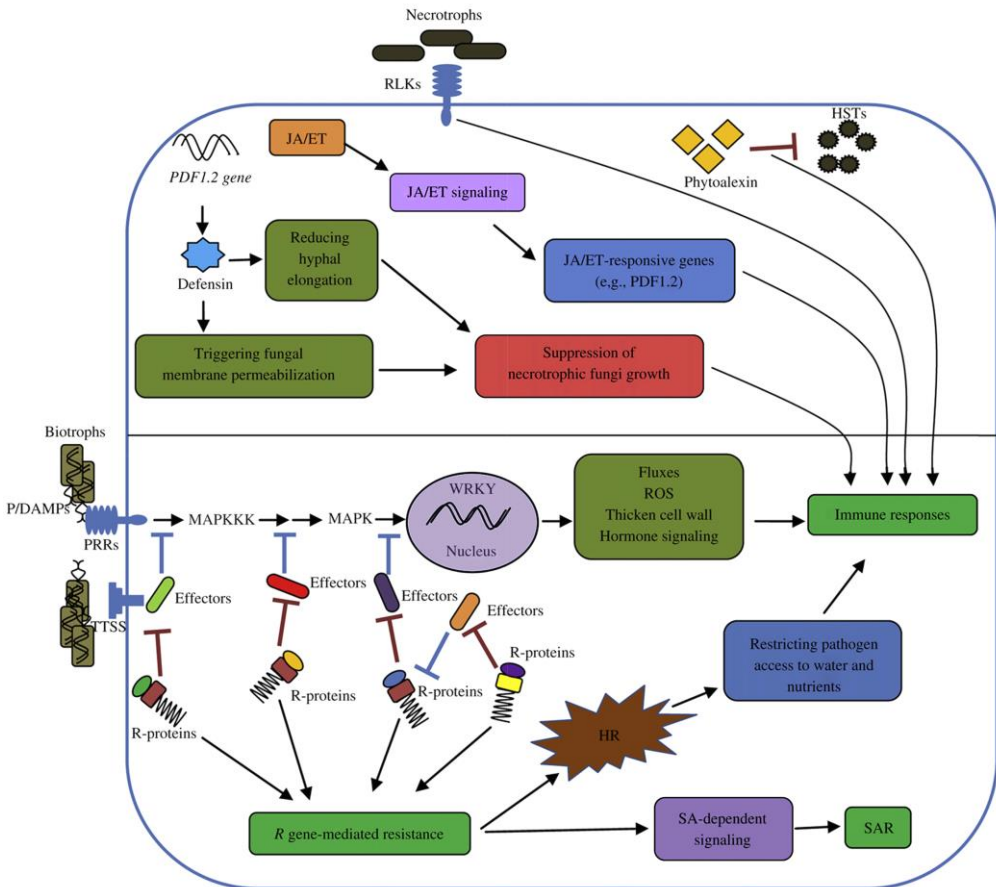 Necrotrophs
RLKs
HSTs
JA/ET
Phytoalexin
PDF1.2 gene
JA/ET signaling
Reducing
hyphal
elongation
JA/ET-responsive genes
(e,g., PDF1.2)
Defensin
Triggering fungal
membrane permeabilization
Suppression of
necrotrophic fungi growth
Biotrophs
P/DAMPs
PRRs
MAPKKK
MAPK
WRKY
Nucleus
Fluxes
ROS
Thicken cell wall
Hormone signaling
Immune responses
TTSS
Effectors
Effectors
Effectors
Effectors
R-proteins
R-proteins
R-proteins
R-proteins
Restricting pathogen
access to water and
nutrients
HR
R gene-mediated resistance
SA-dependent
signaling
SAR